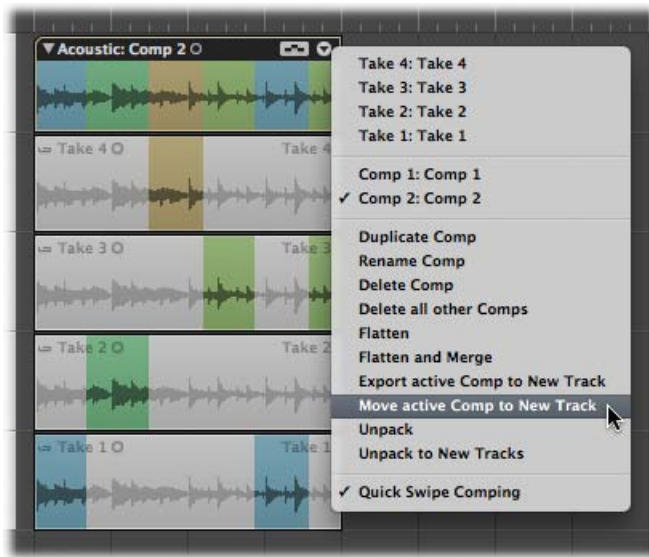 Acoustic: Comp 2
Take 4: Take 4
Take 3: Take 3
Take 2: Take 2
Take 1: Take 1
Comp 1: Comp 1
✓ Comp 2: Comp 2
Duplicate Comp
Rename Comp
Delete Comp
Delete all other Comps
Flatten
Flatten and Merge
Export active Comp to New Track
Move active Comp to New Track
Unpack
Unpack to New Tracks
✓ Quick Swipe Comping
Take 4 Take 4
Take 3 Take 3
Take 2 Take 2
Take 1 Take 1